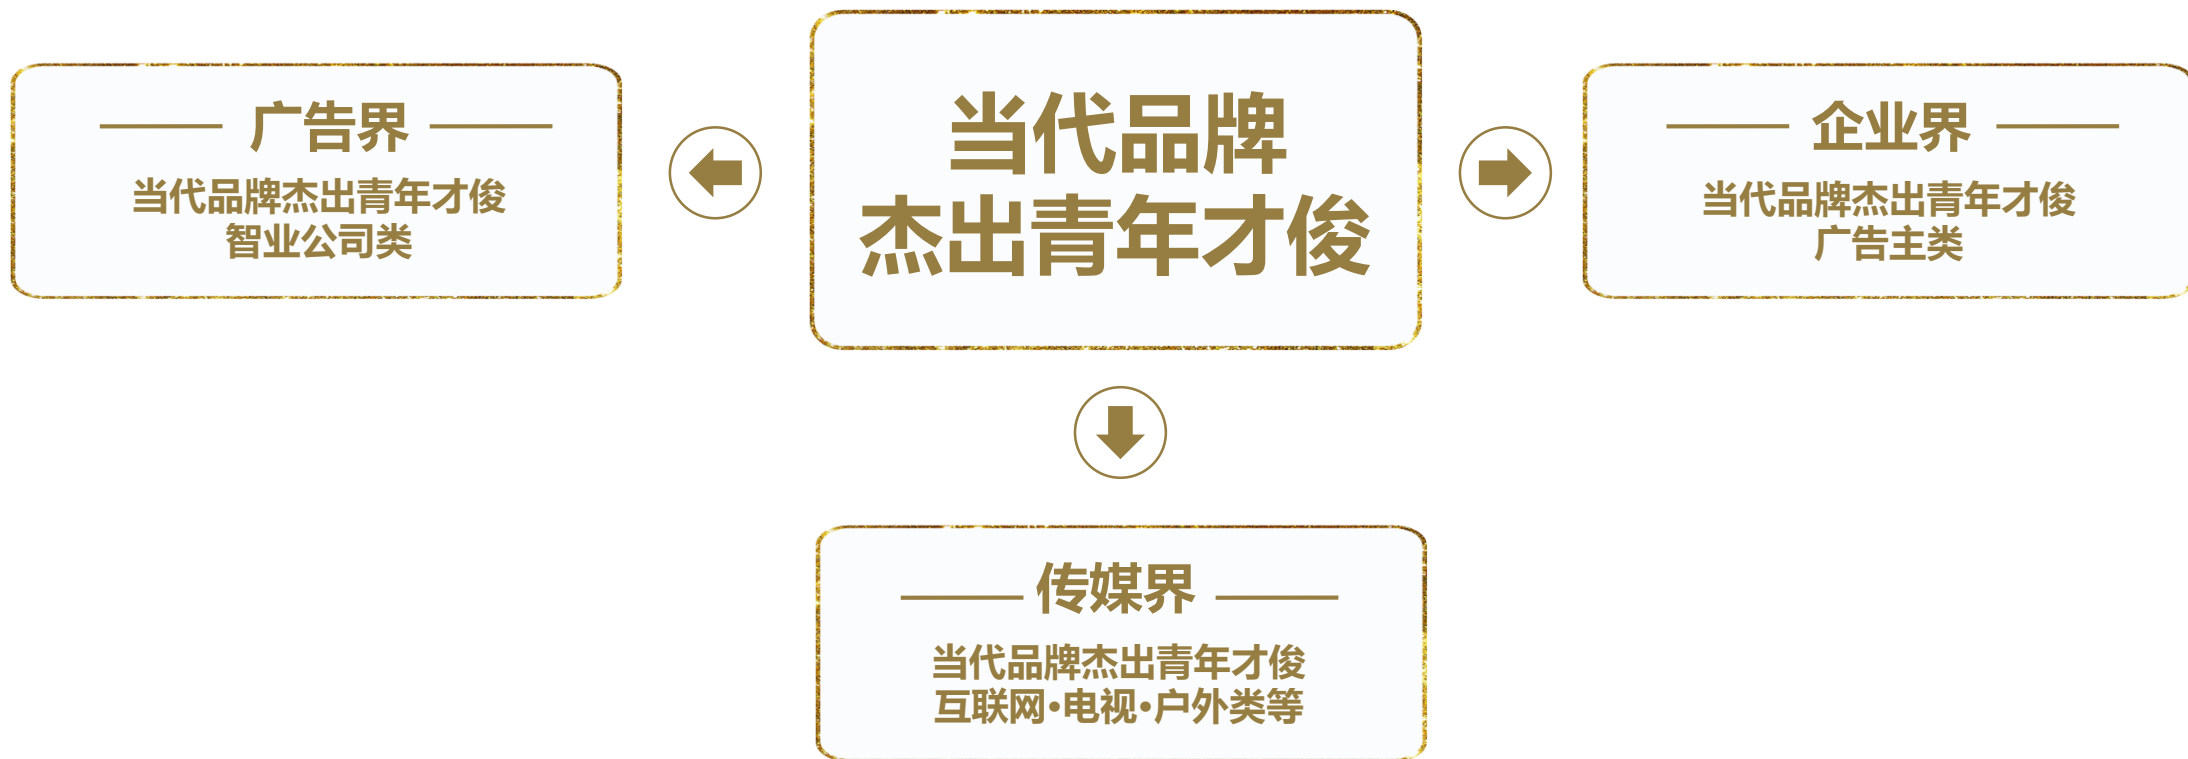 当代品牌
杰出青年才俊
广告界
当代品牌杰出青年才俊
智业公司类
企业界
当代品牌杰出青年才俊
广告主类
传媒界
当代品牌杰出青年才俊
互联网·电视·户外类等